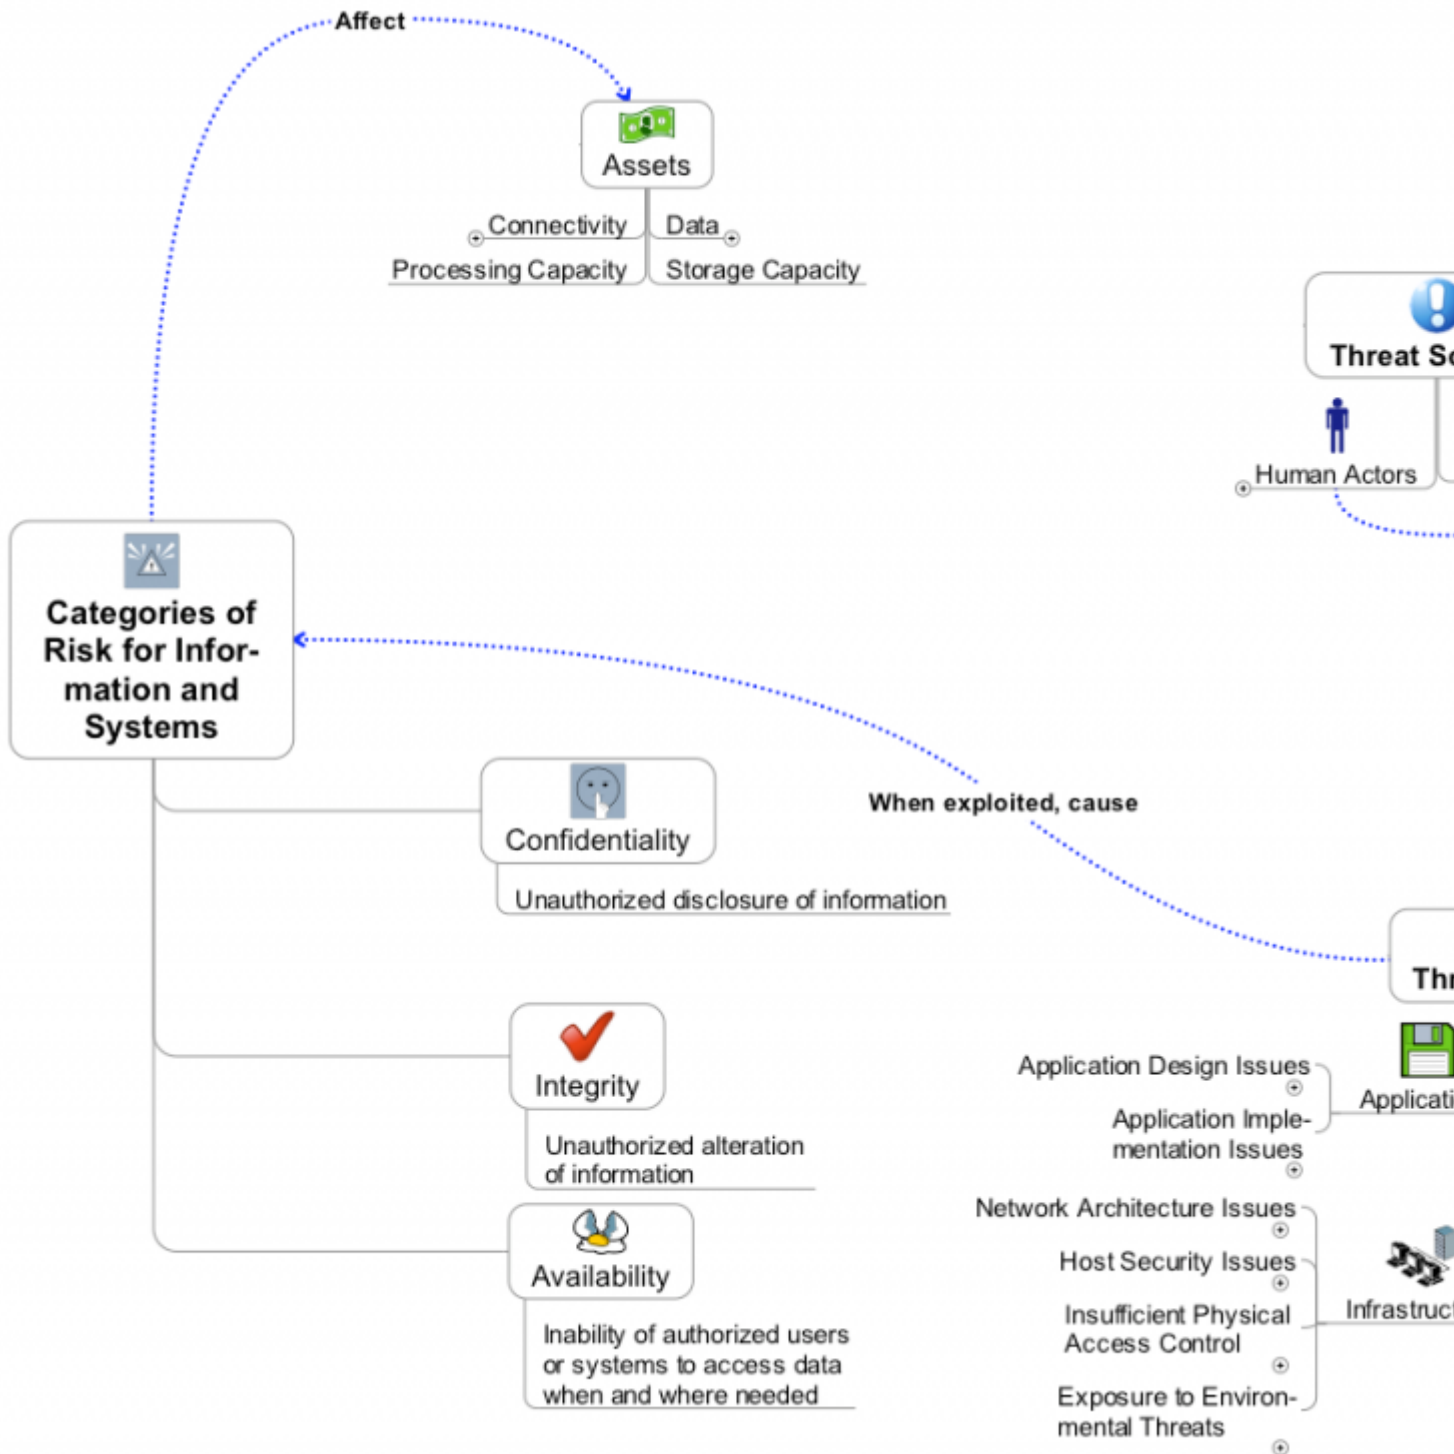 Affect
Assets
Connectivity
Data
Processing Capacity
Storage Capacity
Threat
Human Actors
Categories of
Risk for Infor-
mation and
Systems
When exploited, cause
Confidentiality
Unauthorized disclosure of information
Integrity
Unauthorized alteration
of information
Availability
Inability of authorized users
or systems to access data
when and where needed
Application Design Issues
Application Imple-
mentation Issues
Network Architecture Issues
Host Security Issues
Insufficient Physical
Access Control
Exposure to Environ-
mental Threats